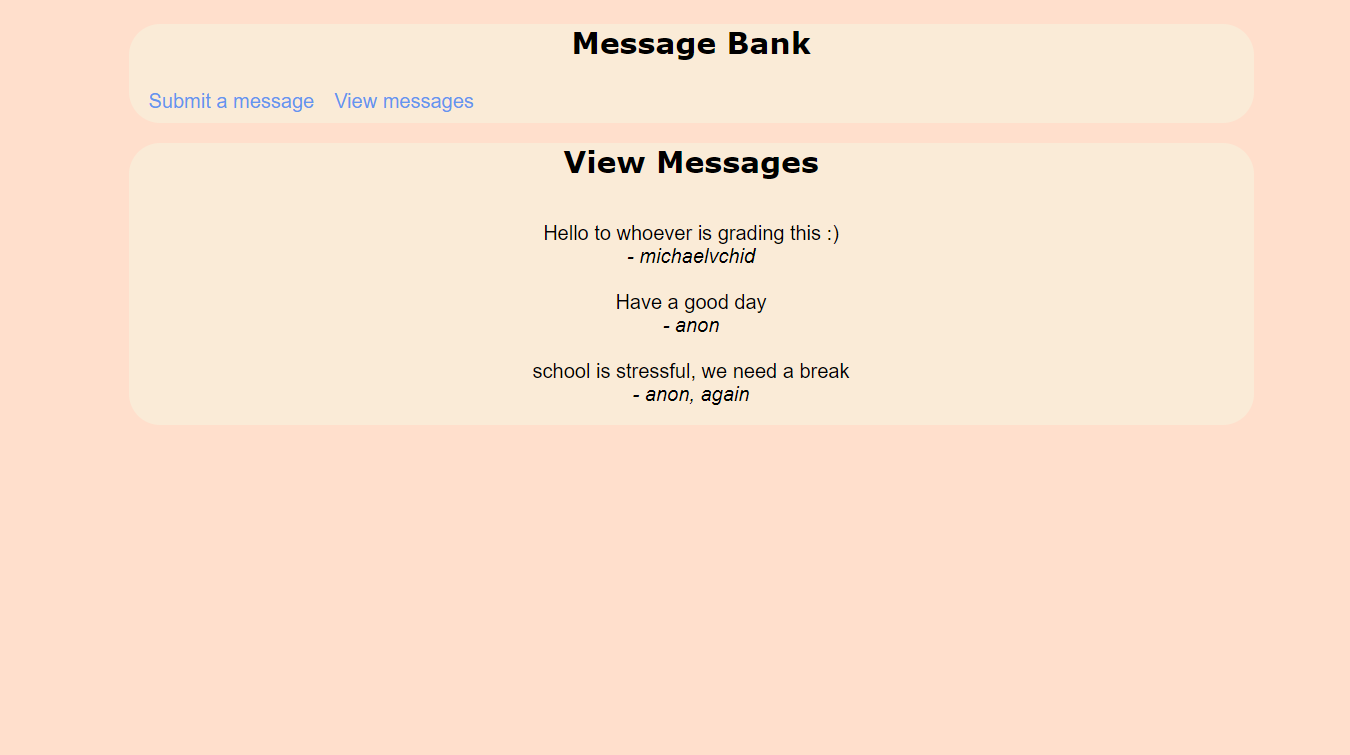 Message Bank
Submit a message View messages
View Messages
Hello to whoever is grading this :)
- michaelvchid
Have a good day
- anon
school is stressful, we need a break
- anon, again